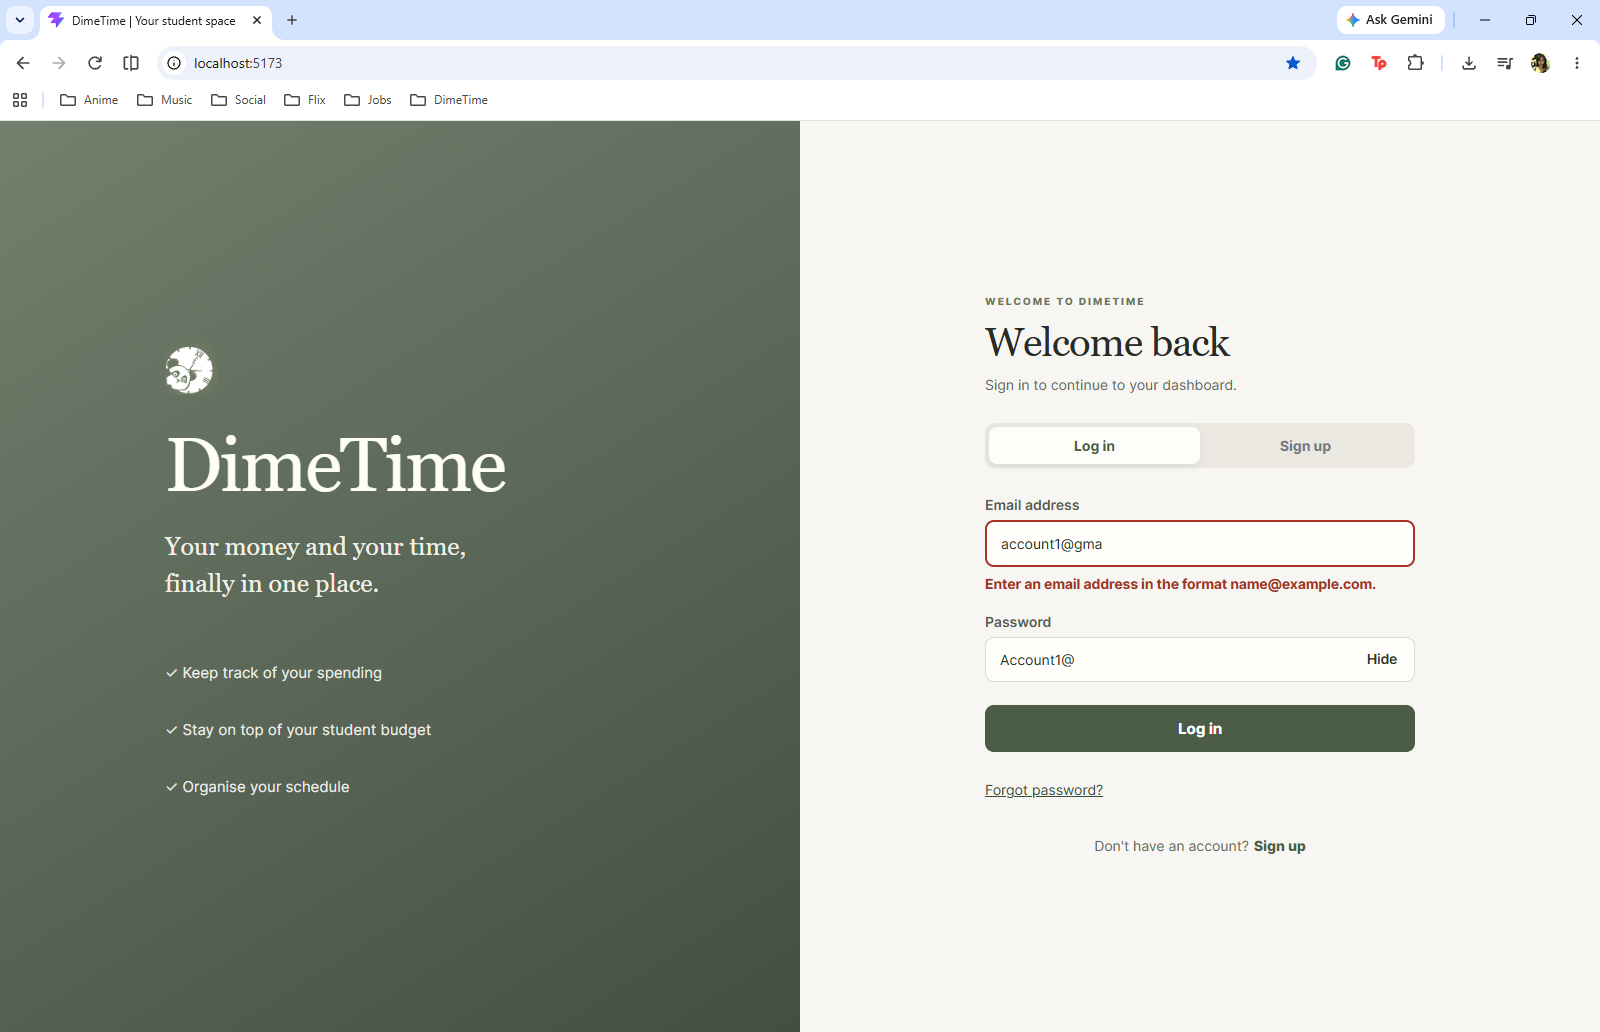 DimeTime | Your student space
Ask Gemini
localhost:5173
Anime
Music
Social
Flix
Jobs
DimeTime
DimeTime
Your money and your time,
finally in one place.
✓ Keep track of your spending
✓ Stay on top of your student budget
✓ Organise your schedule
WELCOME TO DIMETIME
Welcome back
Sign in to continue to your dashboard.
Log in
Sign up
Email address
account1@gma
Enter an email address in the format name@example.com.
Password
Account1@
Hide
Log in
Forgot password?
Don't have an account? Sign up